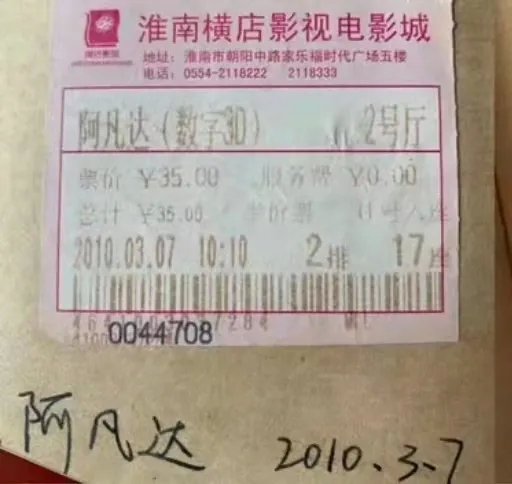 淮南横店影视电影城
地址: 淮南市朝阳中路家乐福时代广场五楼
电话: 0554-2118222 2118333
阿凡达(数字3D) 2号厅
票价 ￥35.00 服务费 ￥0.00
总计 ￥35.00
2010.03.07 10:10 2排 17座
0044708
阿凡达 2010.3.7